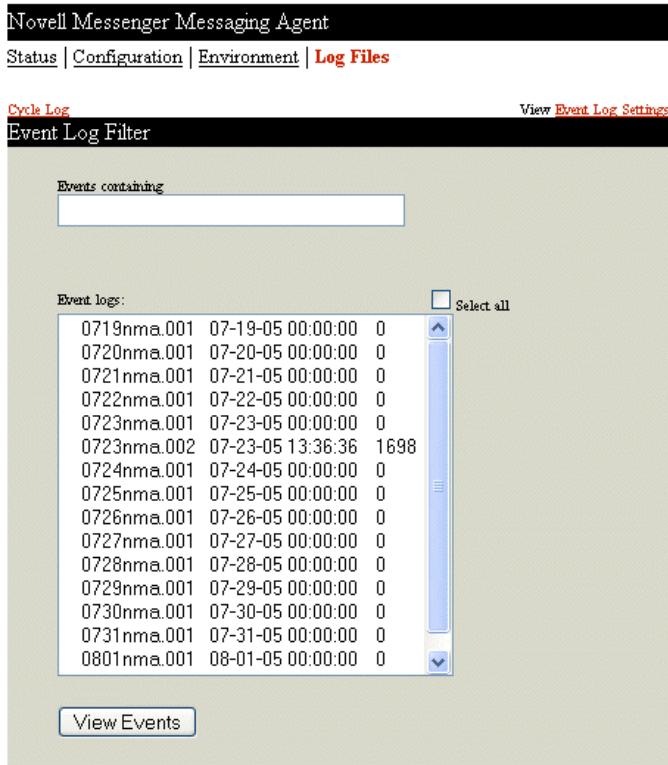 Novell Messenger Messaging Agent
Status | Configuration | Environment | Log Files
Cycle Log View Event Log Settings
Event Log Filter
Events containing
Event logs: Select all
0719nma.001 07-19-05 00:00:00 0
0720nma.001 07-20-05 00:00:00 0
0721nma.001 07-21-05 00:00:00 0
0722nma.001 07-22-05 00:00:00 0
0723nma.001 07-23-05 00:00:00 0
0723nma.002 07-23-05 13:36:36 1698
0724nma.001 07-24-05 00:00:00 0
0725nma.001 07-25-05 00:00:00 0
0726nma.001 07-26-05 00:00:00 0
0727nma.001 07-27-05 00:00:00 0
0728nma.001 07-28-05 00:00:00 0
0729nma.001 07-29-05 00:00:00 0
0730nma.001 07-30-05 00:00:00 0
0731nma.001 07-31-05 00:00:00 0
0801nma.001 08-01-05 00:00:00 0
View Events